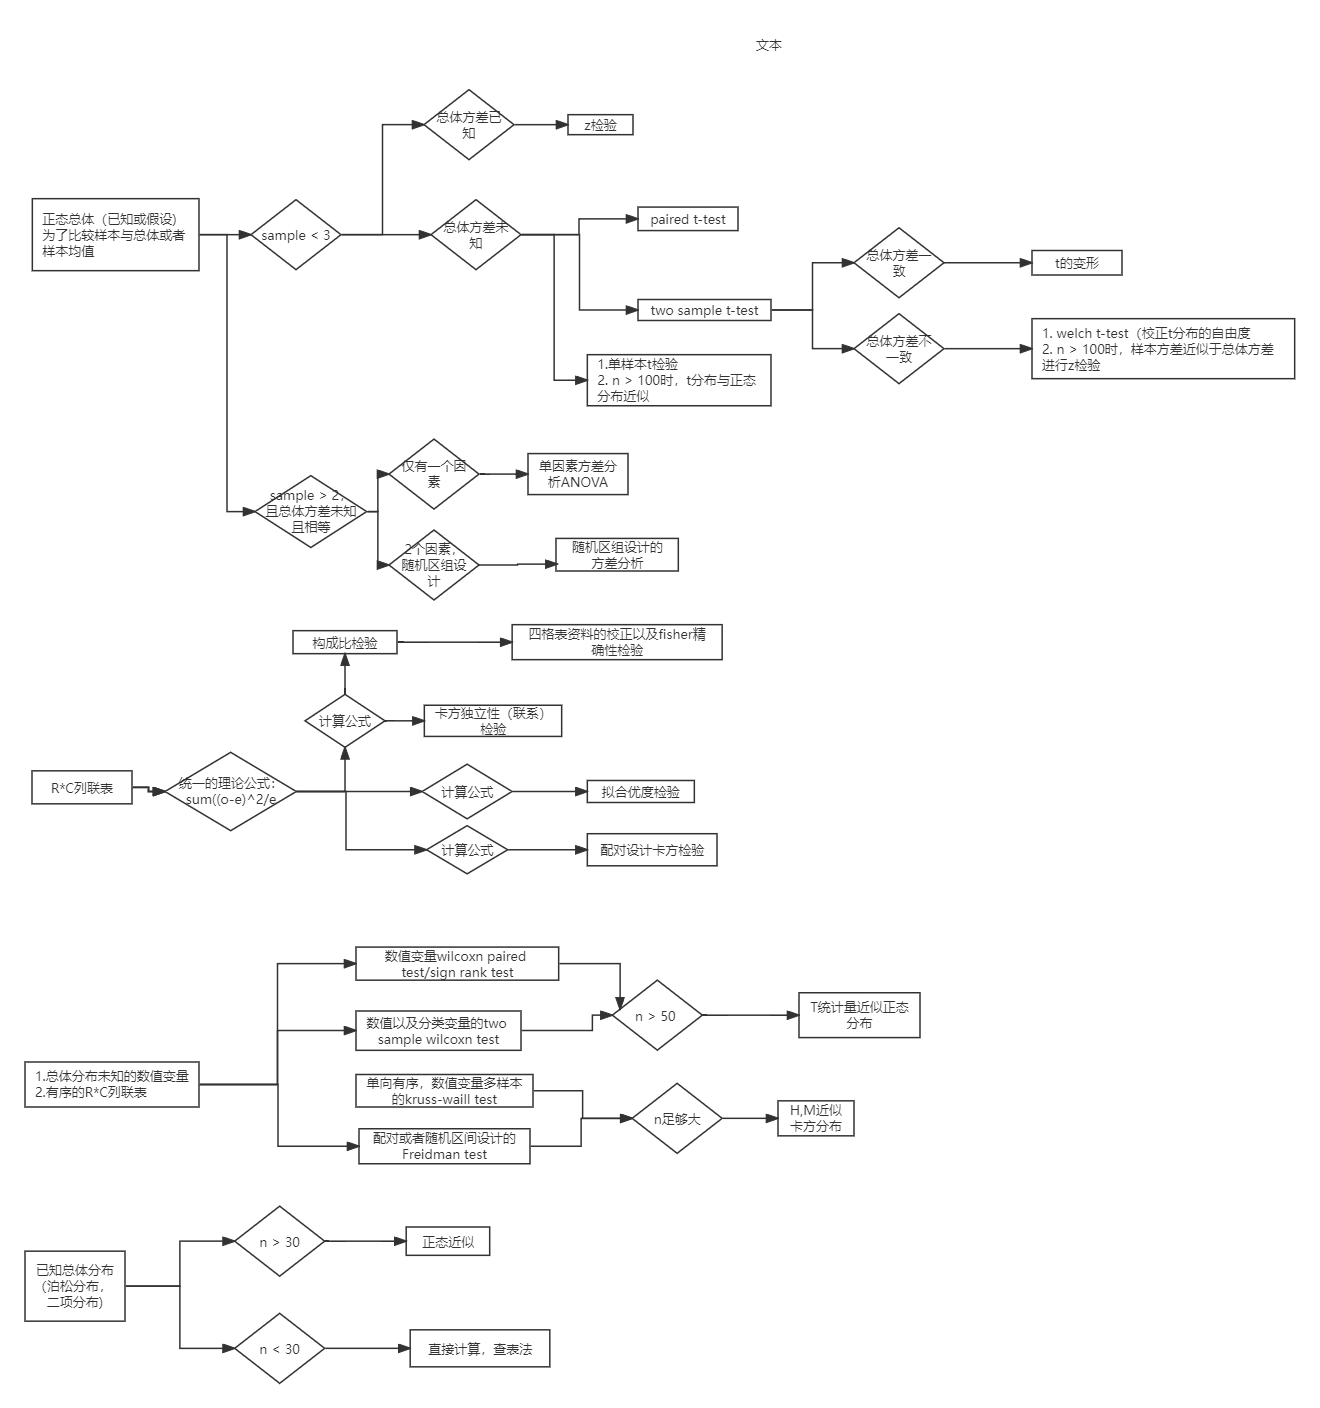 文本
总体方差已
知
z检验
正态总体（已知或假设)
为了比较样本与总体或者
样本均值
sample < 3
总体方差未
知
paired t-test
two sample t-test
总体方差一
致
t的变形
总体方差不
一致
1. welch t-test（校正t分布的自由度
2. n > 100时，样本方差近似于总体方差
进行z检验
1.单样本t检验
2. n > 100时，t分布与正态
分布近似
sample > 2，
且总体方差未知
且相等
仅有一个因
素
单因素方差分
析ANOVA
2个因素，
随机区组设
计
随机区组设计的
方差分析
构成比检验
四格表资料的校正以及fisher精
确性检验
计算公式
卡方独立性（联系）
检验
R*C列联表
统一的理论公式：
sum((o-e)^2/e
计算公式
拟合优度检验
计算公式
配对设计卡方检验
数值变量wilcoxn paired
test/sign rank test
数值以及分类变量的two
sample wilcoxn test
n > 50
T统计量近似正态
分布
1.总体分布未知的数值变量
2.有序的R*C列联表
单向有序，数值变量多样本
的kruss-waill test
配对或者随机区间设计的
Freidman test
n足够大
H,M近似
卡方分布
已知总体分布
（泊松分布，
二项分布)
n > 30
正态近似
n < 30
直接计算，查表法